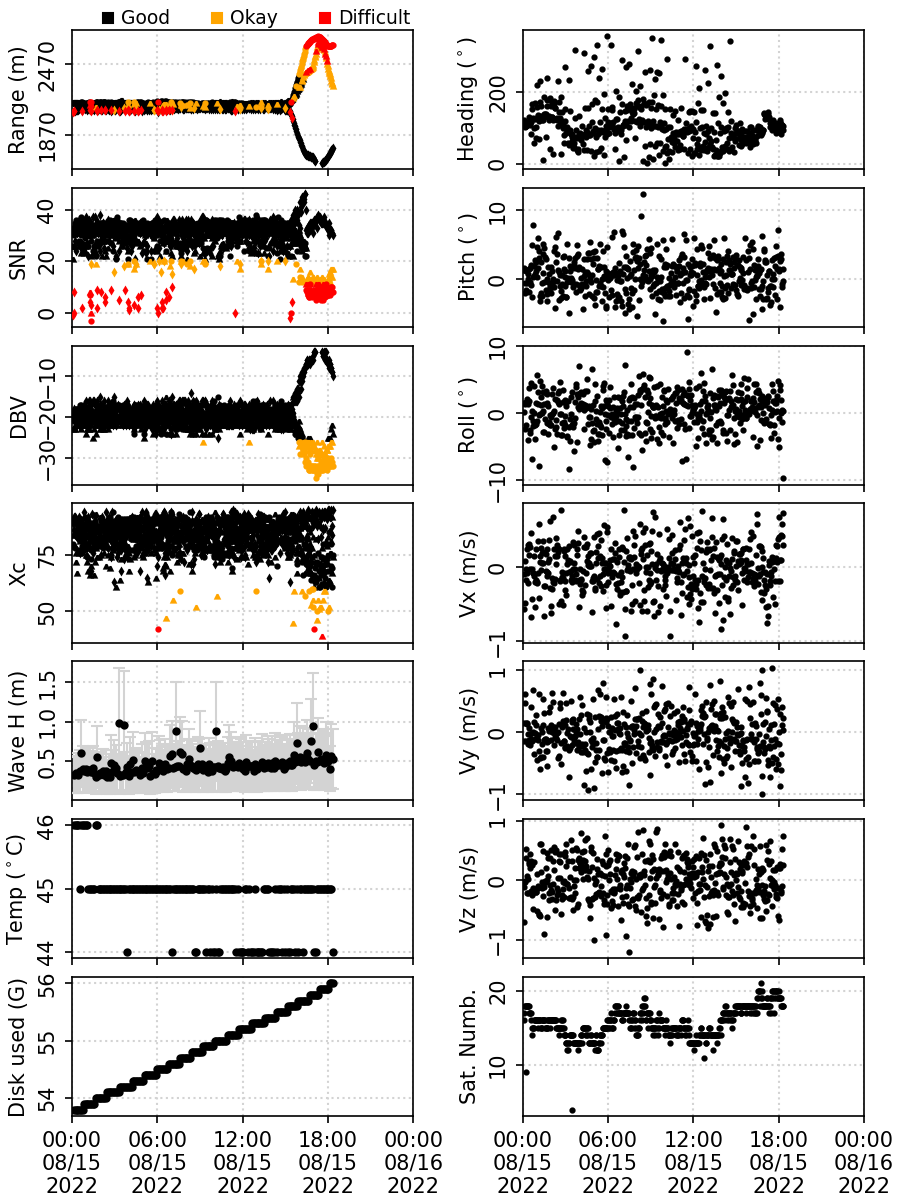 Good Okay Difficult
Range (m)
2470
1870
Heading (°)
200
0
SNR
40
20
0
Pitch (°)
10
0
DBV
−10
−20
−30
Roll (°)
10
0
−10
Xc
75
50
Vx (m/s)
0
−1
Wave H (m)
1.5
1.0
0.5
Vy (m/s)
1
0
−1
Temp (°C)
46
45
44
Vz (m/s)
1
0
−1
Disk used (G)
56
55
54
Sat. Numb.
20
10
00:00 06:00 12:00 18:00 00:00
08/15 08/15 08/15 08/15 08/16
2022 2022 2022 2022 2022
00:00 06:00 12:00 18:00 00:00
08/15 08/15 08/15 08/15 08/16
2022 2022 2022 2022 2022